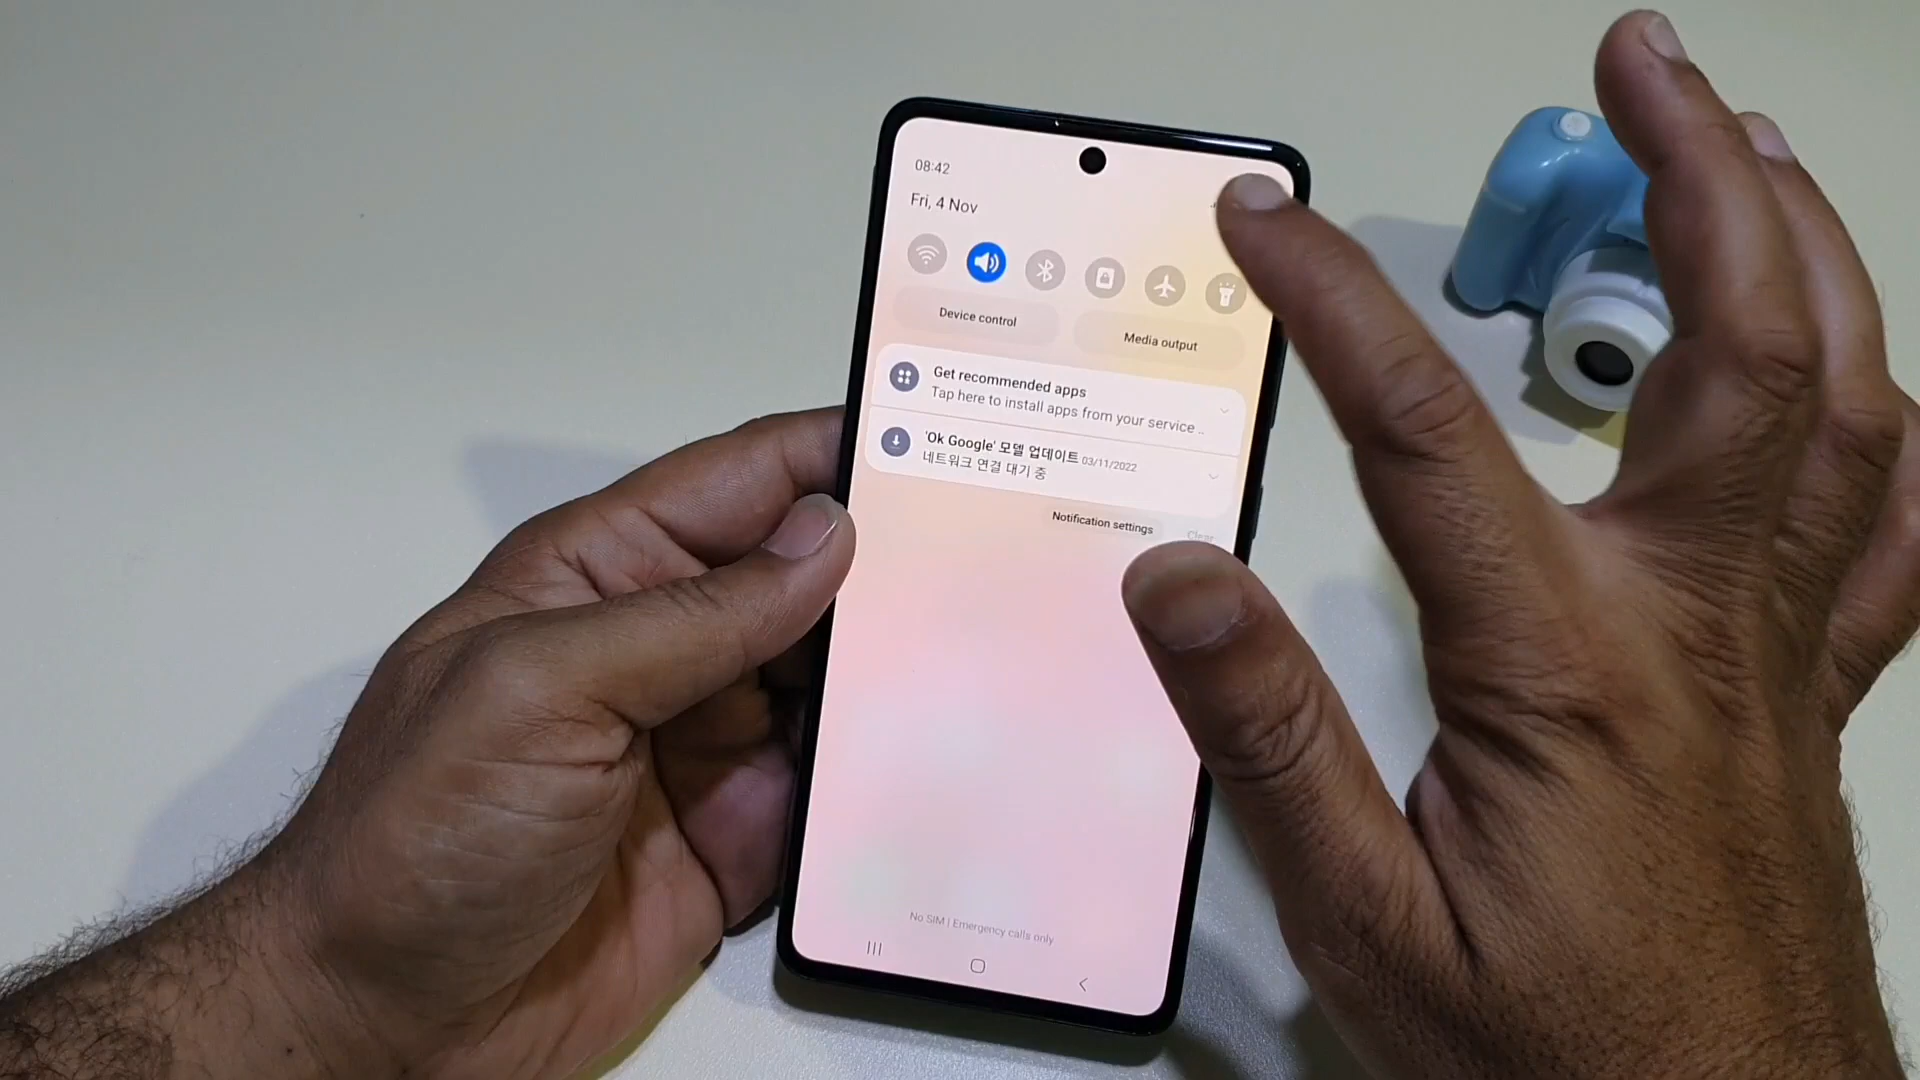 08:42
Fri, 4 Nov
Device control
Media output
Get recommended apps
Tap here to install apps from your service ..
'Ok Google' 모델 업데이트 03/11/2022
네트워크 연결 대기 중
Notification settings
Clear
No SIM | Emergency calls only